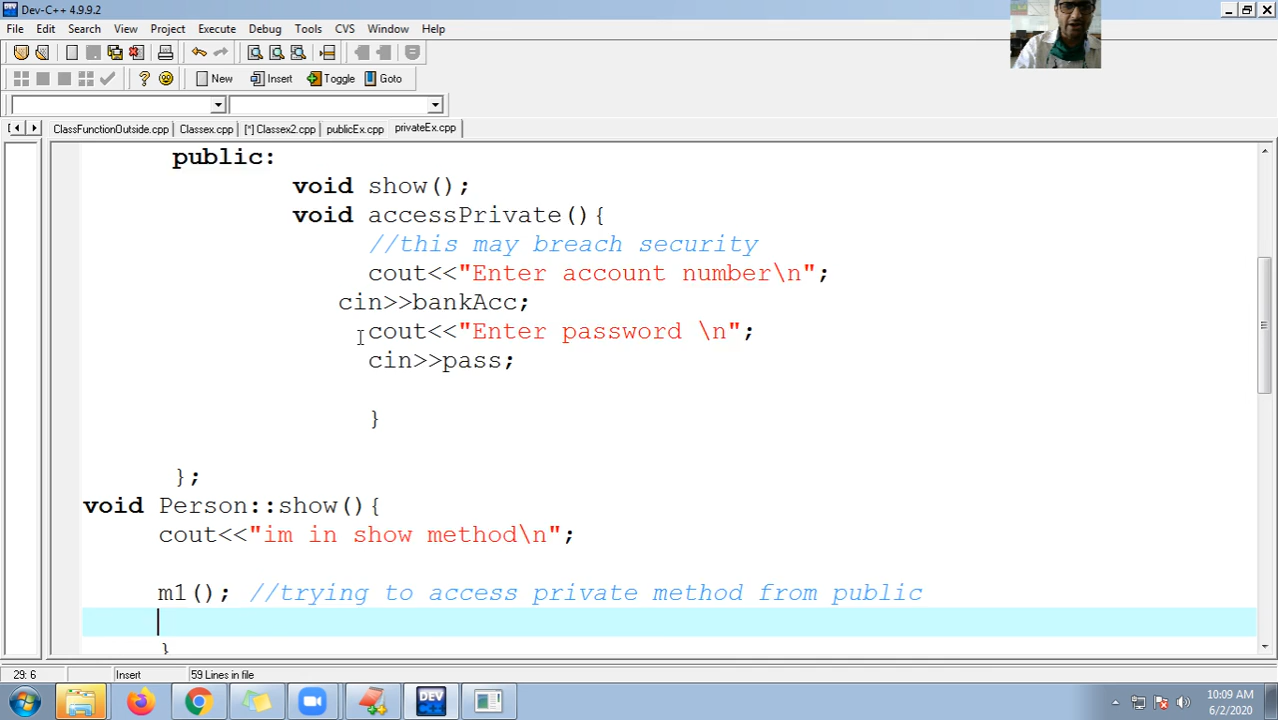 Dev-C++ 4.9.9.2
File Edit Search View Project Execute Debug Tools CVS Window Help
New Insert Toggle Goto
ClassFunctionOutside.cpp Classex.cpp [*] Classex2.cpp publicEx.cpp privateEx.cpp
public:
void show();
void accessPrivate(){
//this may breach security
cout<<"Enter account number\n";
cin>>bankAcc;
cout<<"Enter password \n";
cin>>pass;
}
};
void Person::show(){
cout<<"im in show method\n";
m1(); //trying to access private method from public
}
29: 6 Insert 59 Lines in file
DEV
10:09 AM
6/2/2020